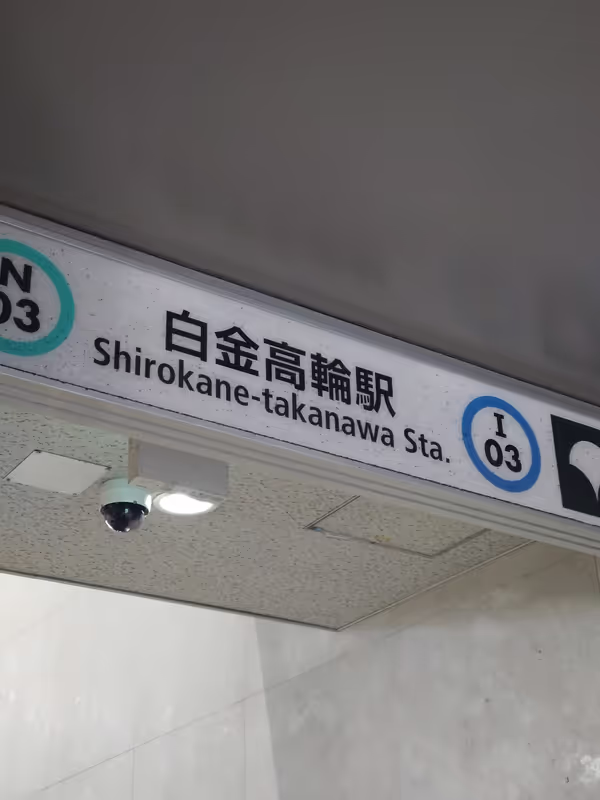 N
03
白金高輪駅
Shirokane-takanawa Sta.
I
03